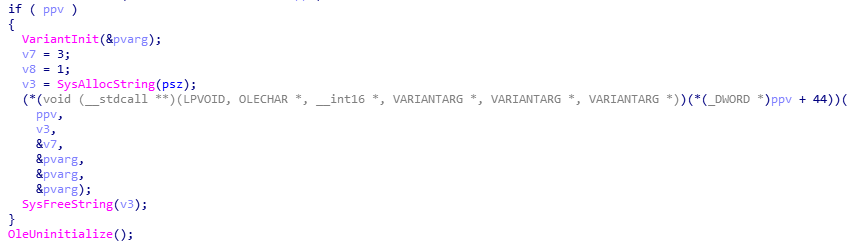 if ( ppv )
{
VariantInit(&pvarg);
v7 = 3;
v8 = 1;
v3 = SysAllocString(psz);
(*(void (__stdcall **)(LPVOID, OLECHAR *, __int16 *, VARIANTARG *, VARIANTARG *, VARIANTARG *))(*(_DWORD *)ppv + 44))(
ppv,
v3,
&v7,
&pvarg,
&pvarg,
&pvarg);
SysFreeString(v3);
}
OleUninitialize();